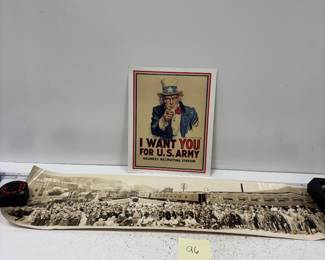 I WANT YOU
FOR U.S. ARMY
NEAREST RECRUITING STATION
96